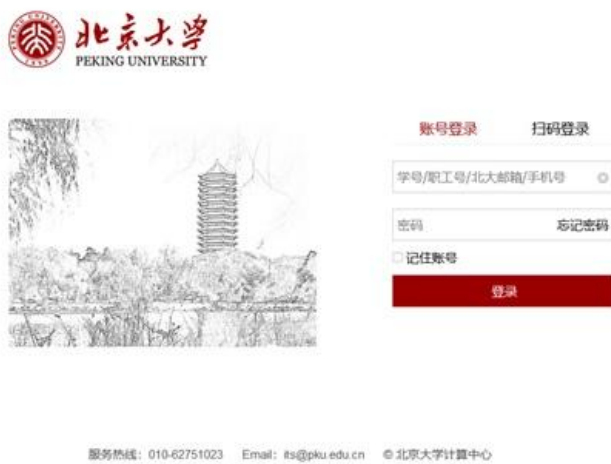 北京大学
PEKING UNIVERSITY
账号登录 扫码登录
学号/职工号/北大邮箱/手机号
密码 忘记密码
记住账号
登录
服务热线：010-62751023 Email：its@pku.edu.cn ©北京大学计算中心